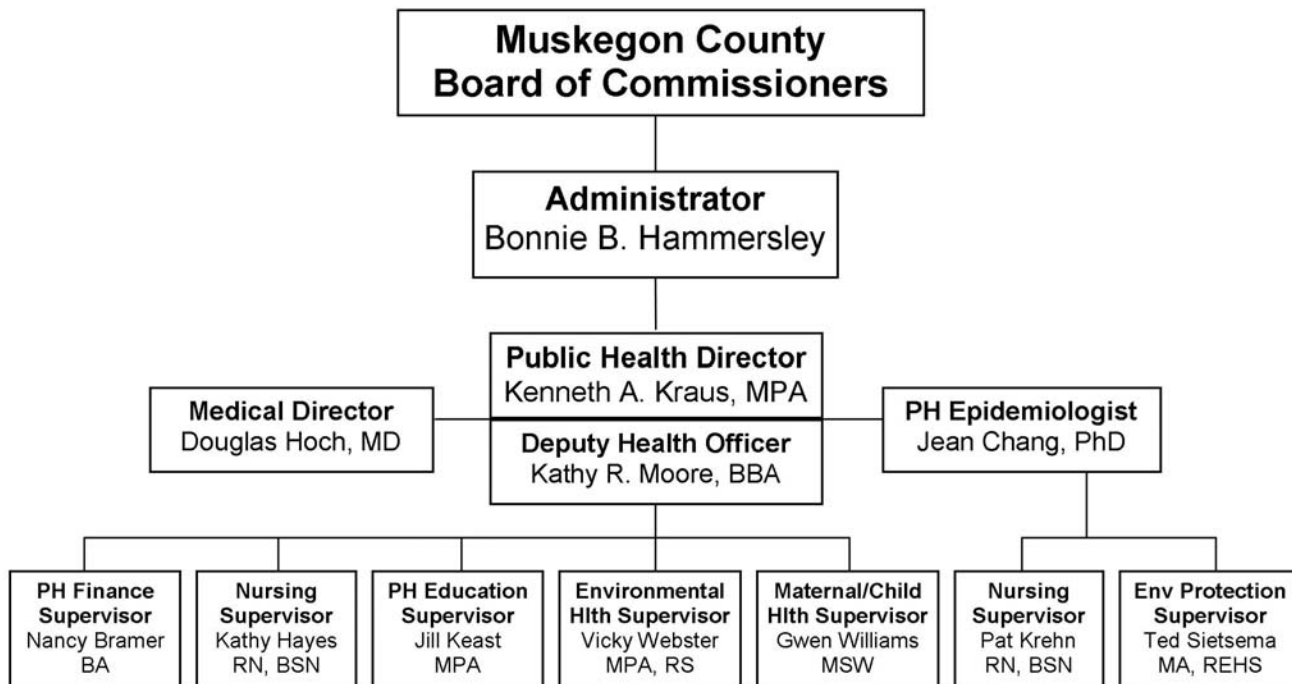 Muskegon County
Board of Commissioners
Administrator
Bonnie B. Hammersley
Public Health Director
Kenneth A. Kraus, MPA
Medical Director
Douglas Hoch, MD
Deputy Health Officer
Kathy R. Moore, BBA
PH Epidemiologist
Jean Chang, PhD
PH Finance
Supervisor
Nancy Bramer
BA
Nursing
Supervisor
Kathy Hayes
RN, BSN
PH Education
Supervisor
Jill Keast
MPA
Environmental
Hlth Supervisor
Vicky Webster
MPA, RS
Maternal/Child
Hlth Supervisor
Gwen Williams
MSW
Nursing
Supervisor
Pat Krehn
RN, BSN
Env Protection
Supervisor
Ted Sietsema
MA, REHS